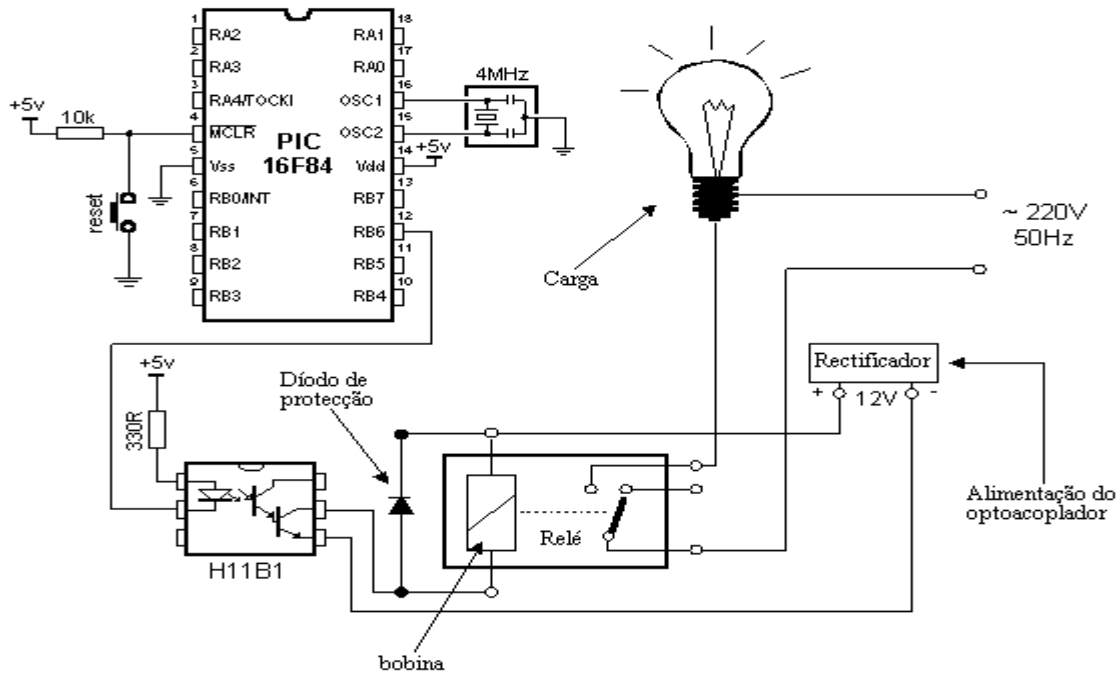 1
RA2
2
RA3
3
RA4/TOCKI
4
MCLR
5
Vss
6
RB0/INT
7
RB1
8
RB2
9
RB3
PIC
16F84
18
RA1
17
RA0
16
OSC1
15
OSC2
14
Vdd
13
RB7
12
RB6
11
RB5
10
RB4
+5v
10k
reset
4MHz
+5v
Carga
~ 220V
50Hz
Rectificador
+ 12V -
Alimentação do
optoacoplador
+5v
330R
H11B1
Díodo de
protecção
Relé
bobina